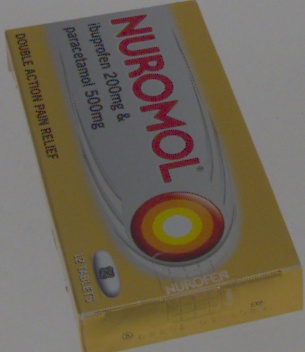 NUROMOL®
ibuprofen 200mg &
paracetamol 500mg
DOUBLE ACTION PAIN RELIEF
12 TABLETS
NUROFEN